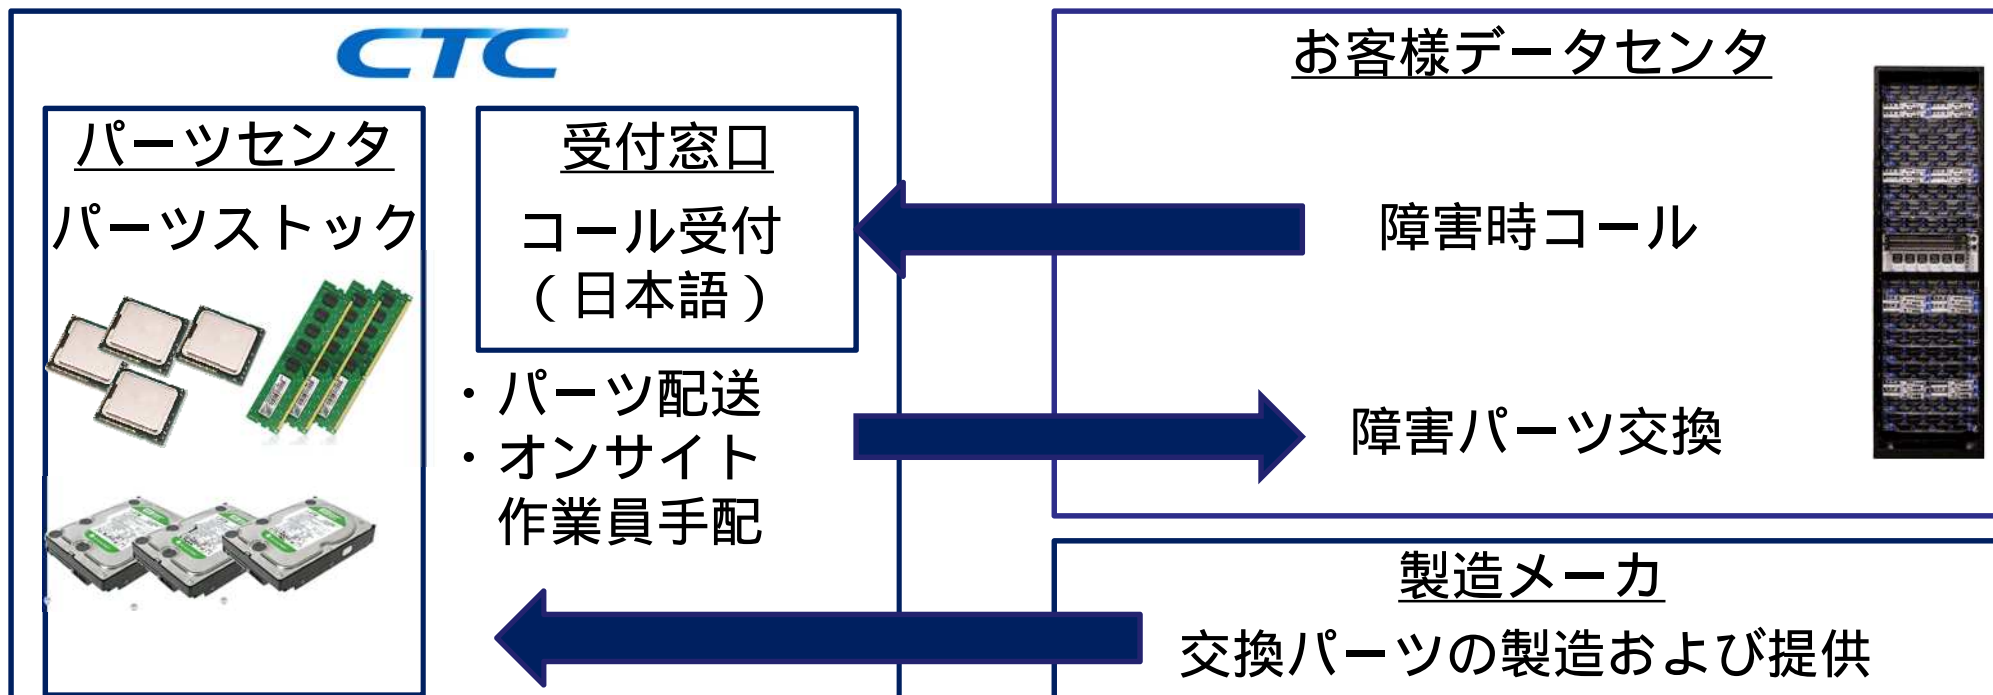 CTC
パーツセンタ
パーツストック
受付窓口
コール受付
（日本語）
・パーツ配送
・オンサイト
作業員手配
お客様データセンタ
障害時コール
障害パーツ交換
製造メーカ
交換パーツの製造および提供